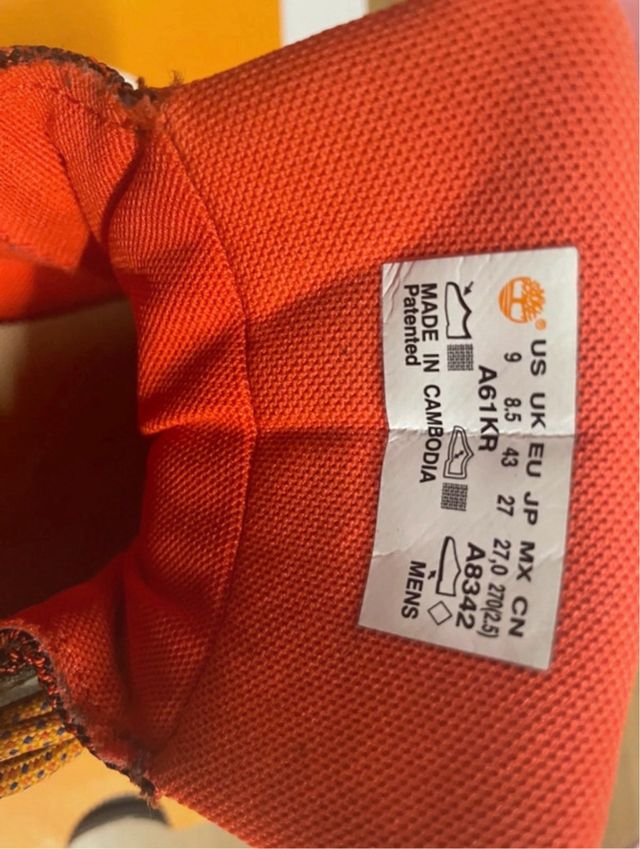 US UK EU JP MX CN
9 8.5 43 27 27,0 270(2.5)
A61KR A8342
MADE IN CAMBODIA MENS
Patented